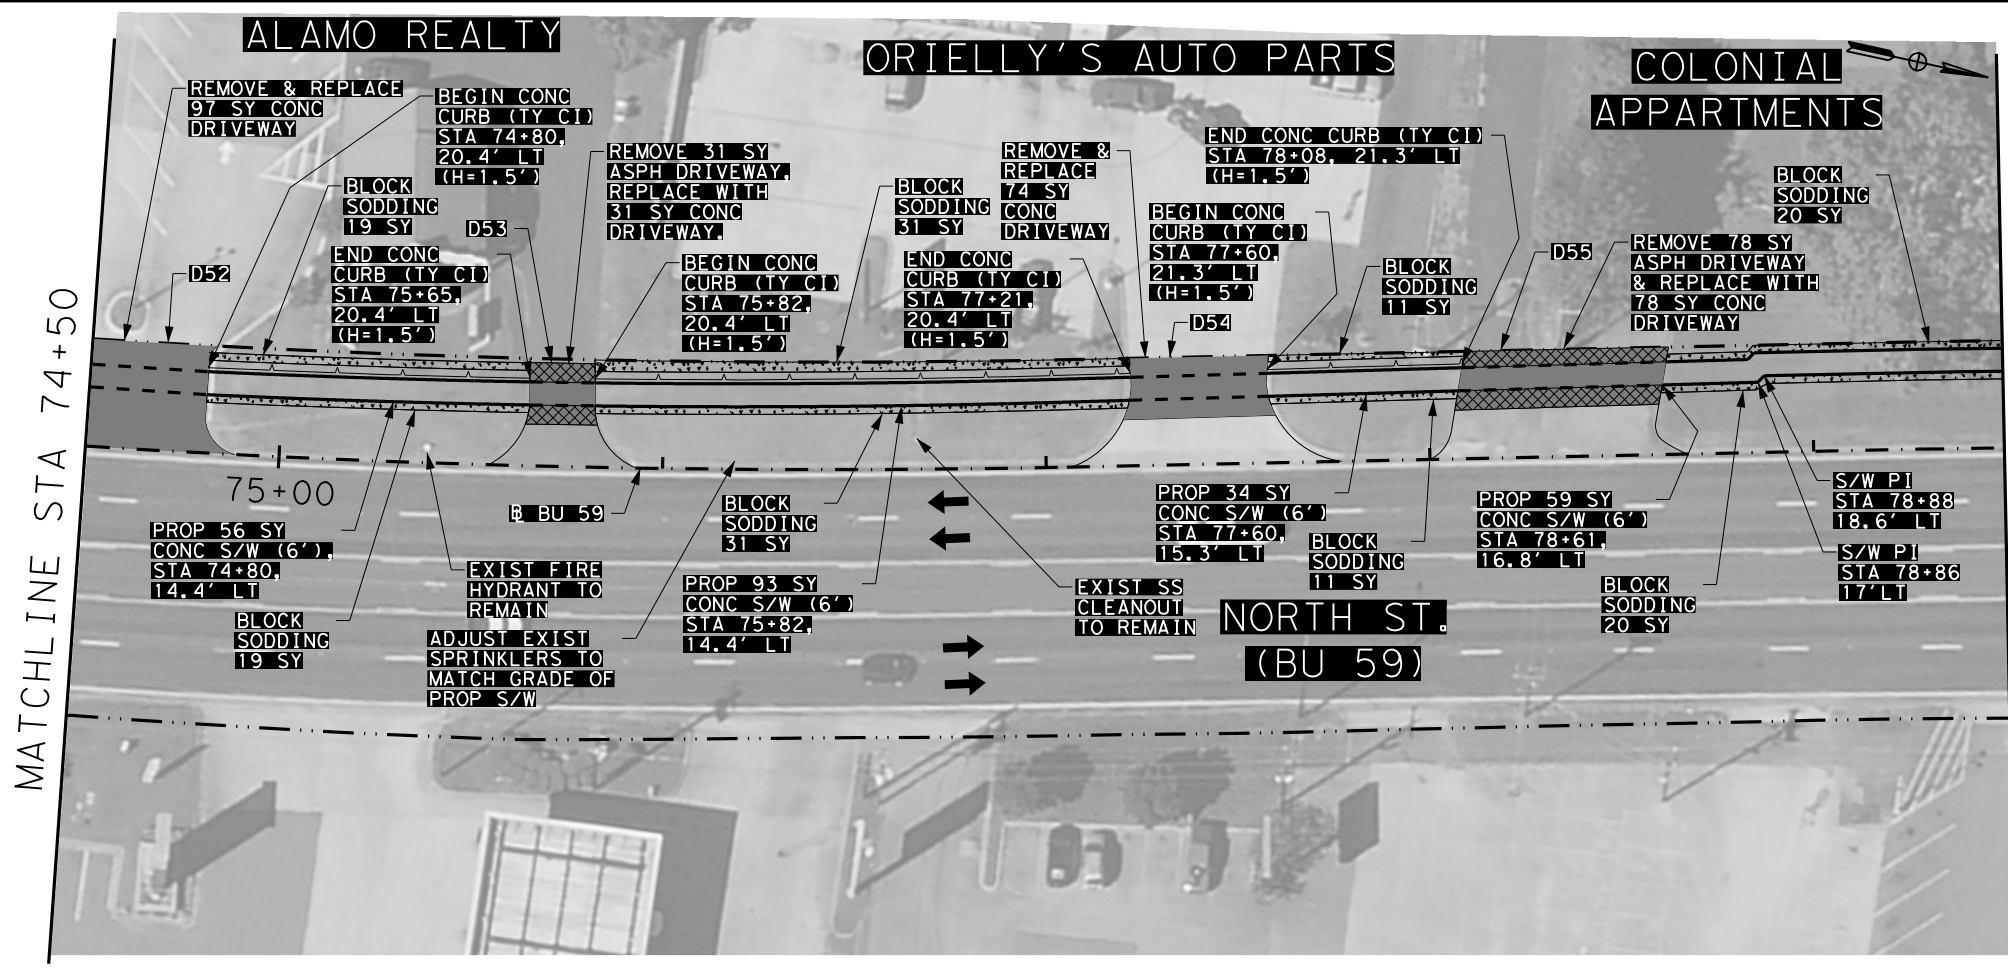 ALAMO REALTY
ORIELLY'S AUTO PARTS
COLONIAL
APPARTMENTS
REMOVE & REPLACE
97 SY CONC
DRIVEWAY
BEGIN CONC
CURB (TY CI)
STA 74+80,
20.4' LT
(H=1.5')
BLOCK
SODDING
19 SY
D53
REMOVE 31 SY
ASPH DRIVEWAY,
REPLACE WITH
31 SY CONC
DRIVEWAY.
BLOCK
SODDING
31 SY
REMOVE &
REPLACE
74 SY
CONC
DRIVEWAY
END CONC CURB (TY CI)
STA 78+08, 21.3' LT
(H=1.5')
BLOCK
SODDING
20 SY
D52
END CONC
CURB (TY CI)
STA 75+65,
20.4' LT
(H=1.5')
BEGIN CONC
CURB (TY CI)
STA 75+82,
20.4' LT
(H=1.5')
END CONC
CURB (TY CI)
STA 77+21,
20.4' LT
(H=1.5')
BEGIN CONC
CURB (TY CI)
STA 77+60,
21.3' LT
(H=1.5')
D54
BLOCK
SODDING
11 SY
D55
REMOVE 78 SY
ASPH DRIVEWAY
& REPLACE WITH
78 SY CONC
DRIVEWAY
MATCHLINE STA 74+50
75+00
PROP 56 SY
CONC S/W (6'),
STA 74+80,
14.4' LT
BLOCK
SODDING
19 SY
EXIST FIRE
HYDRANT TO
REMAIN
ADJUST EXIST
SPRINKLERS TO
MATCH GRADE OF
PROP S/W
BU 59
BLOCK
SODDING
31 SY
PROP 93 SY
CONC S/W (6')
STA 75+82,
14.4' LT
EXIST SS
CLEANOUT
TO REMAIN
PROP 34 SY
CONC S/W (6')
STA 77+60,
15.3' LT
BLOCK
SODDING
11 SY
NORTH ST.
(BU 59)
PROP 59 SY
CONC S/W (6')
STA 78+61,
16.8' LT
BLOCK
SODDING
20 SY
S/W PI
STA 78+88
18.6' LT
S/W PI
STA 78+86
17'LT